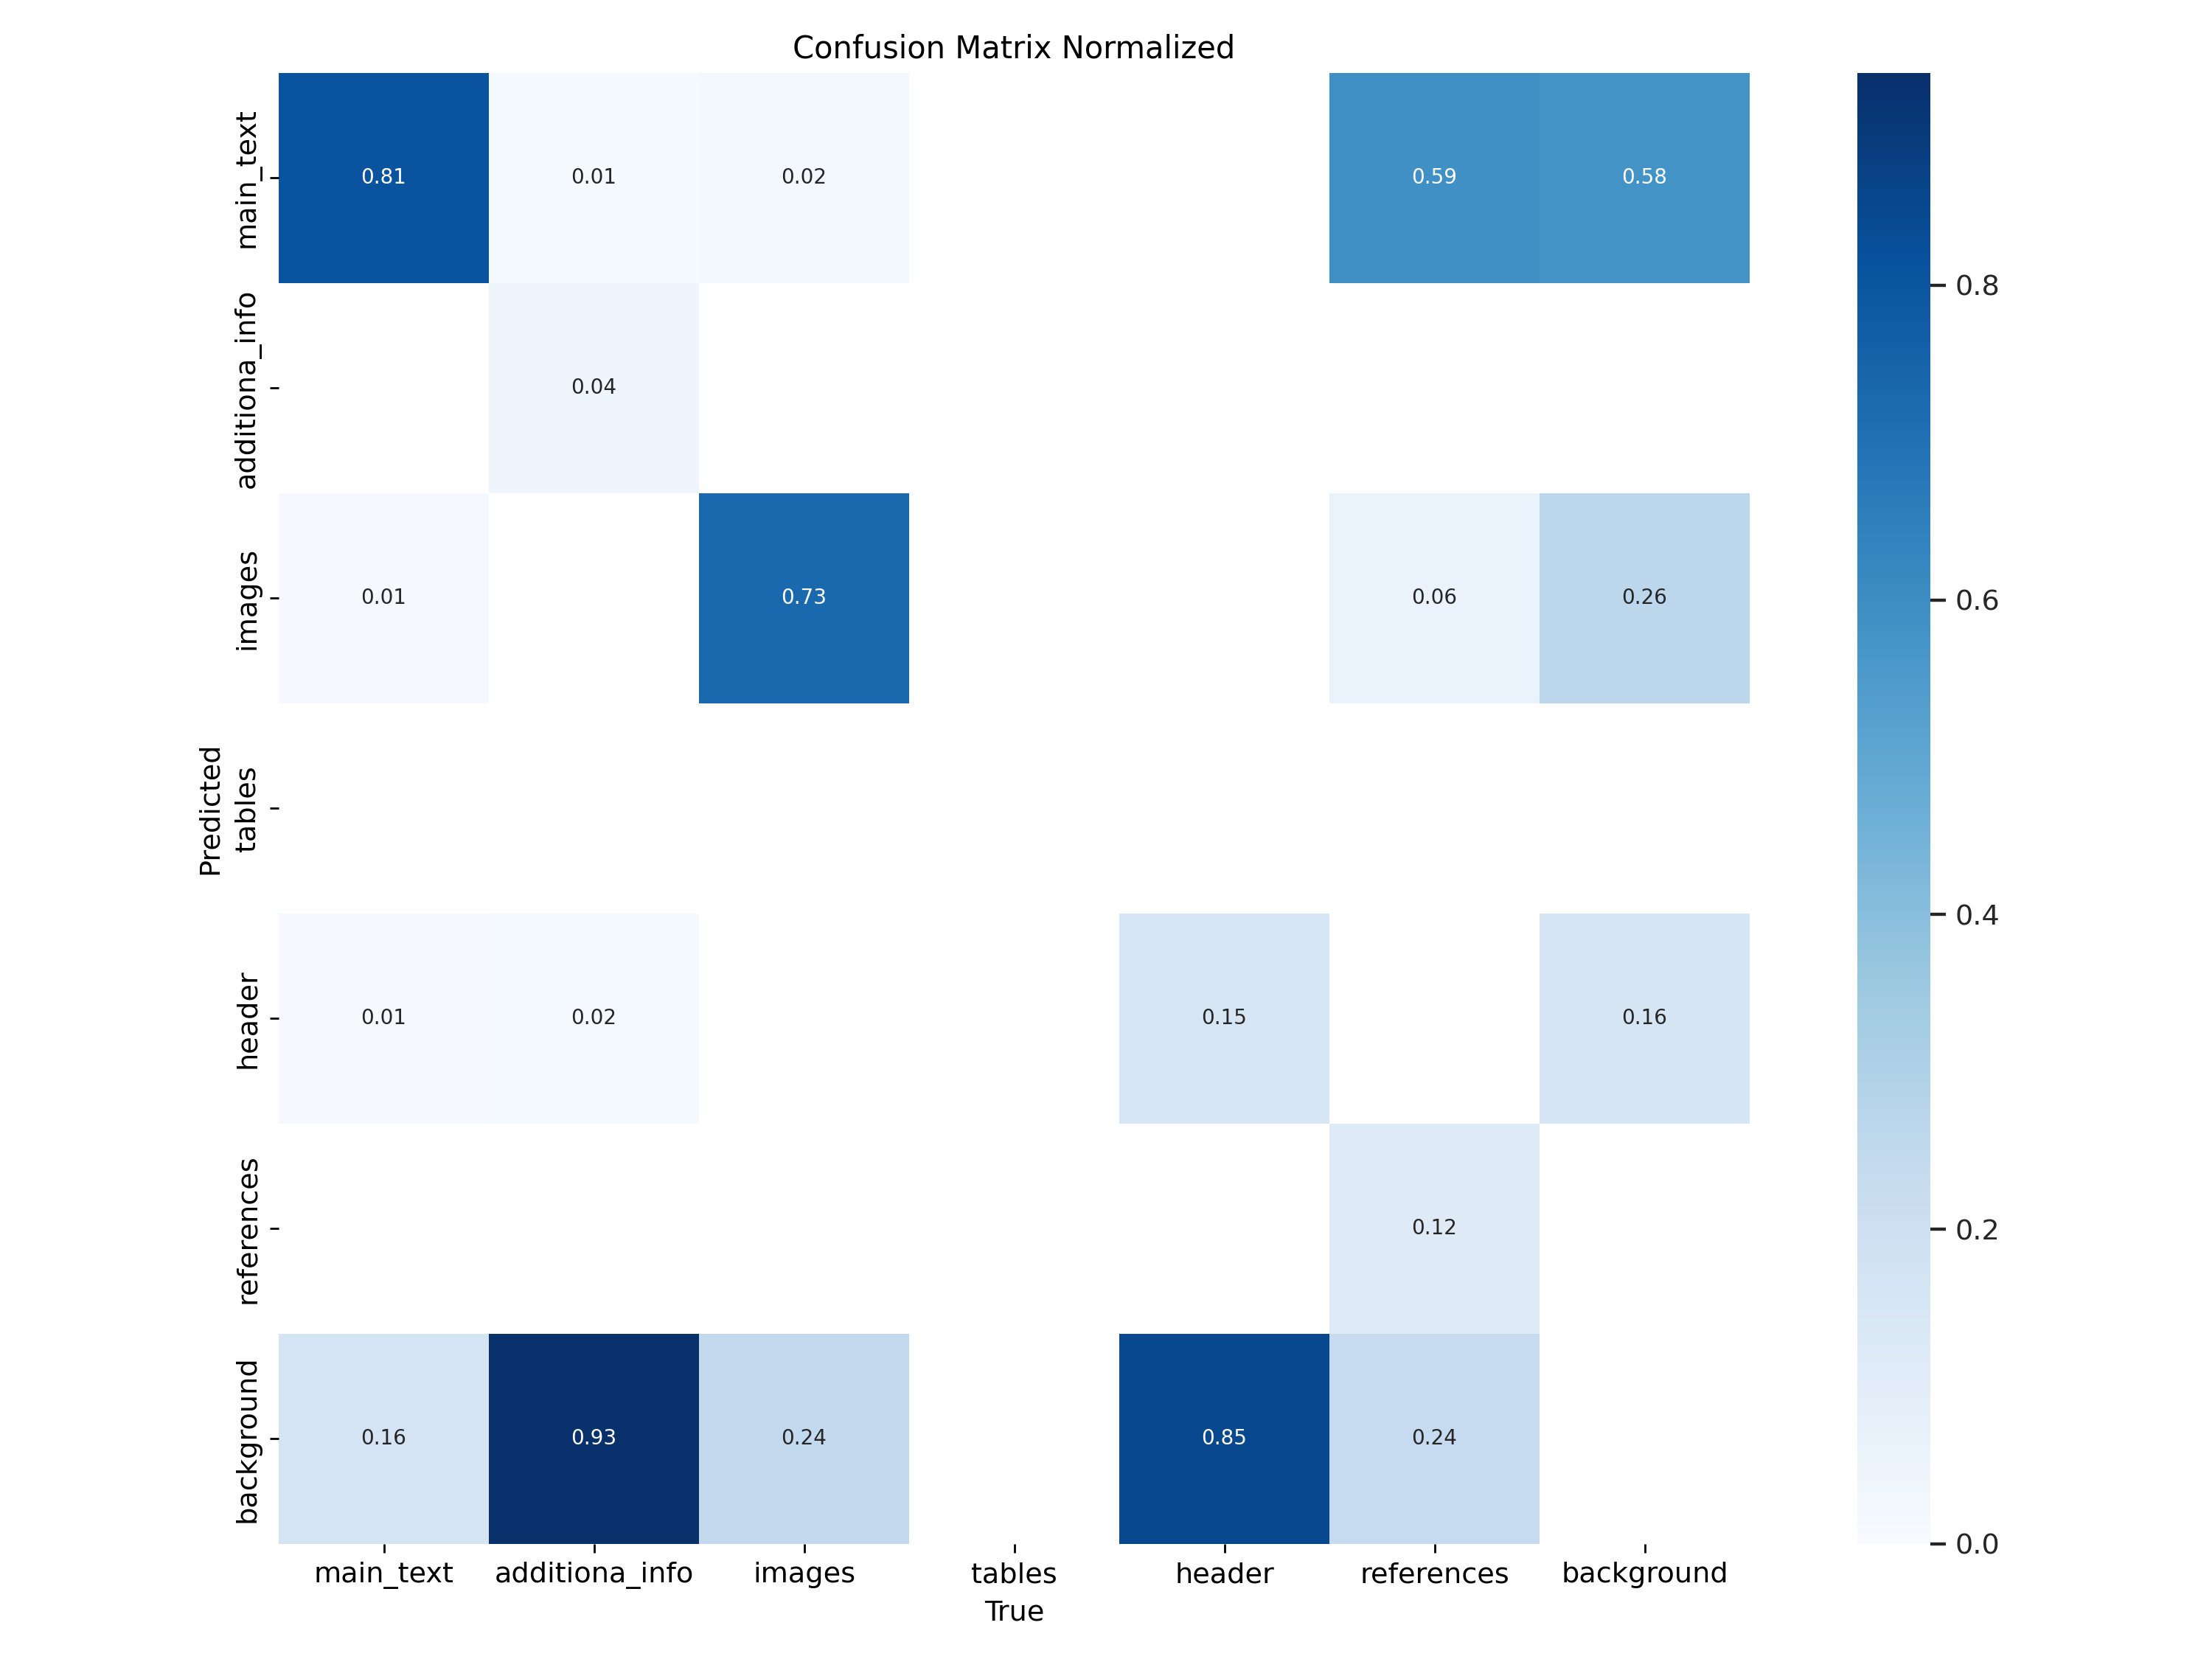 Confusion Matrix Normalized
main_text
0.81
0.01
0.02
0.59
0.58
additiona_info
0.04
images
0.01
0.73
0.06
0.26
Predicted
tables
header
0.01
0.02
0.15
0.16
references
0.12
background
0.16
0.93
0.24
0.85
0.24
main_text
additiona_info
images
tables
header
references
background
True
0.8
0.6
0.4
0.2
0.0